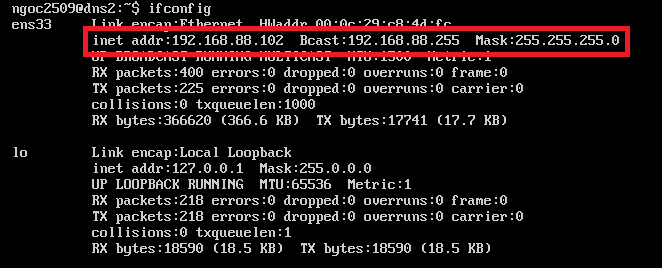 ngoc2509@dns2:~$ ifconfig
ens33 Link encap:Ethernet HWaddr 00:0c:29:c8:4d:fc
inet addr:192.168.88.102 Bcast:192.168.88.255 Mask:255.255.255.0
UP BROADCAST RUNNING MULTICAST MTU:1500 Metric:1
RX packets:400 errors:0 dropped:0 overruns:0 frame:0
TX packets:225 errors:0 dropped:0 overruns:0 carrier:0
collisions:0 txqueuelen:1000
RX bytes:366620 (366.6 KB) TX bytes:17741 (17.7 KB)
lo Link encap:Local Loopback
inet addr:127.0.0.1 Mask:255.0.0.0
UP LOOPBACK RUNNING MTU:65536 Metric:1
RX packets:218 errors:0 dropped:0 overruns:0 frame:0
TX packets:218 errors:0 dropped:0 overruns:0 carrier:0
collisions:0 txqueuelen:1
RX bytes:18590 (18.5 KB) TX bytes:18590 (18.5 KB)